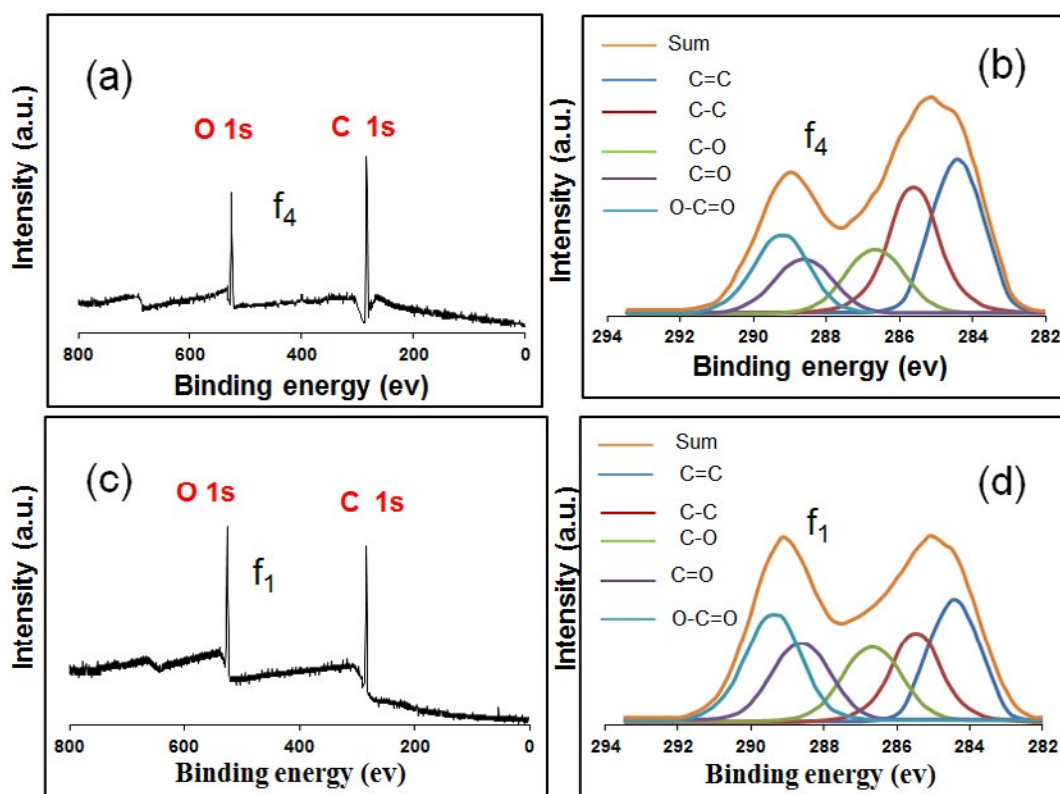 (a)
O 1s
C 1s
f4
Intensity (a.u.)
800
600
400
200
0
Binding energy (ev)
(b)
Sum
C=C
C-C
C-O
C=O
O-C=O
f4
Intensity (a.u.)
294
292
290
288
286
284
282
Binding energy (ev)
(c)
O 1s
C 1s
f1
Intensity (a.u.)
800
600
400
200
0
Binding energy (ev)
(d)
Sum
C=C
C-C
C-O
C=O
O-C=O
f1
Intensity (a.u.)
294
292
290
288
286
284
282
Binding energy (ev)